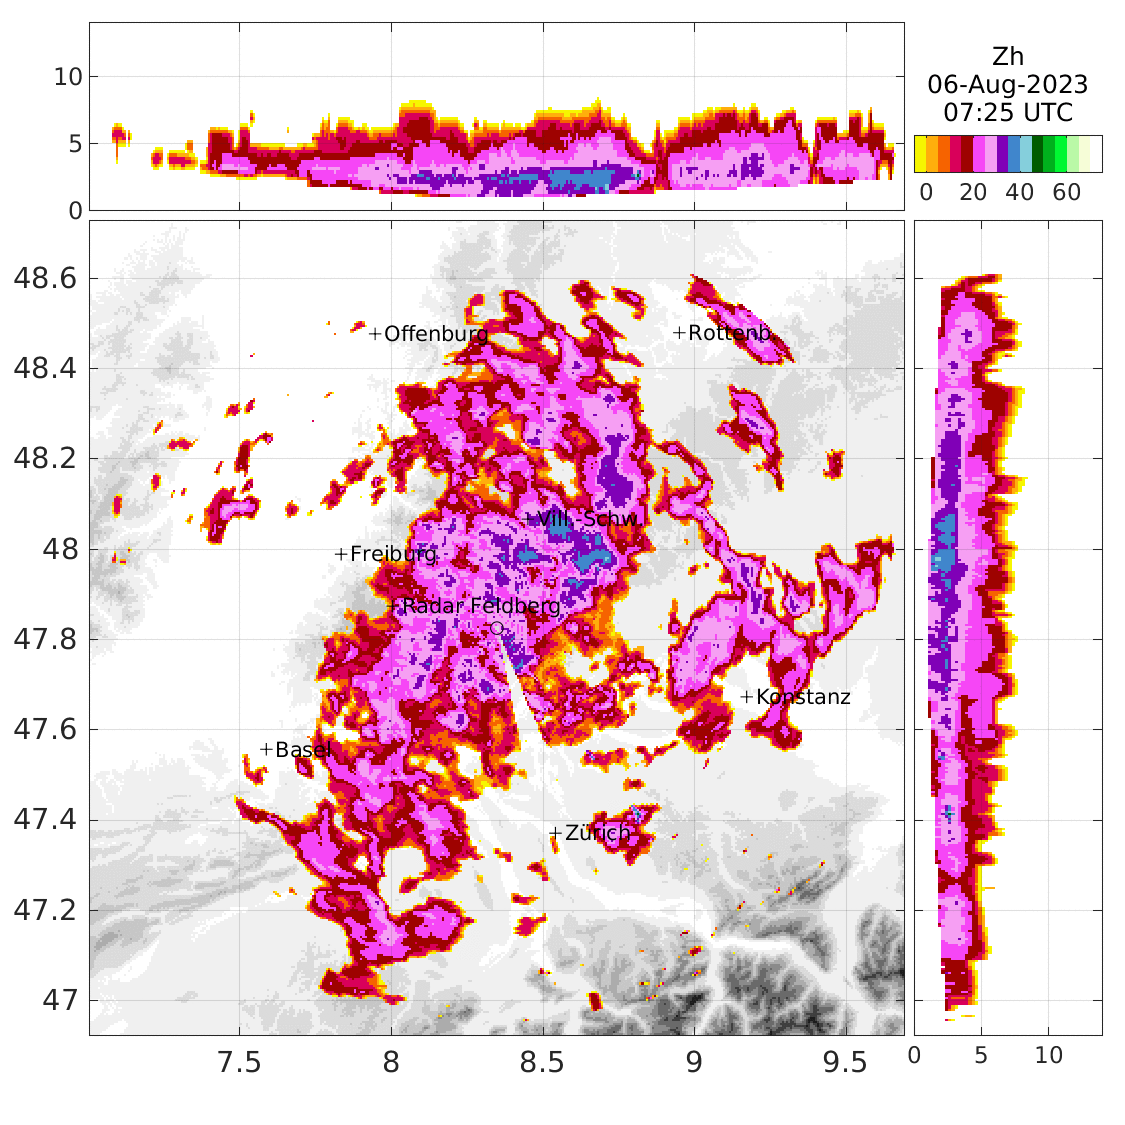 10
5
0
Zh
06-Aug-2023
07:25 UTC
0 20 40 60
48.6
48.4
48.2
48
47.8
47.6
47.4
47.2
47
+Offenburg
+Rottenb.
+Vill.-Schw.
+Freiburg
+Radar Feldberg
+Konstanz
+Basel
+Zürich
7.5 8 8.5 9 9.5
0 5 10